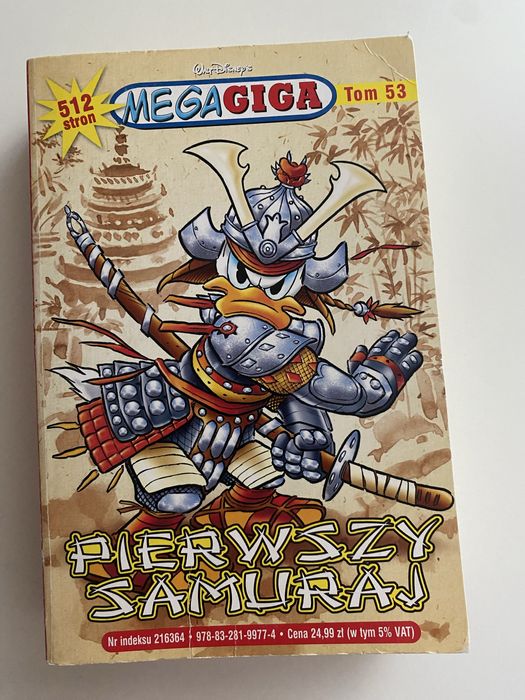 Walt Disney's
512
stron
MEGAGIGA
Tom 53
PIERWSZY
SAMURAJ
Nr indeksu 216364 • 978-83-281-9977-4 • Cena 24,99 zł (w tym 5% VAT)